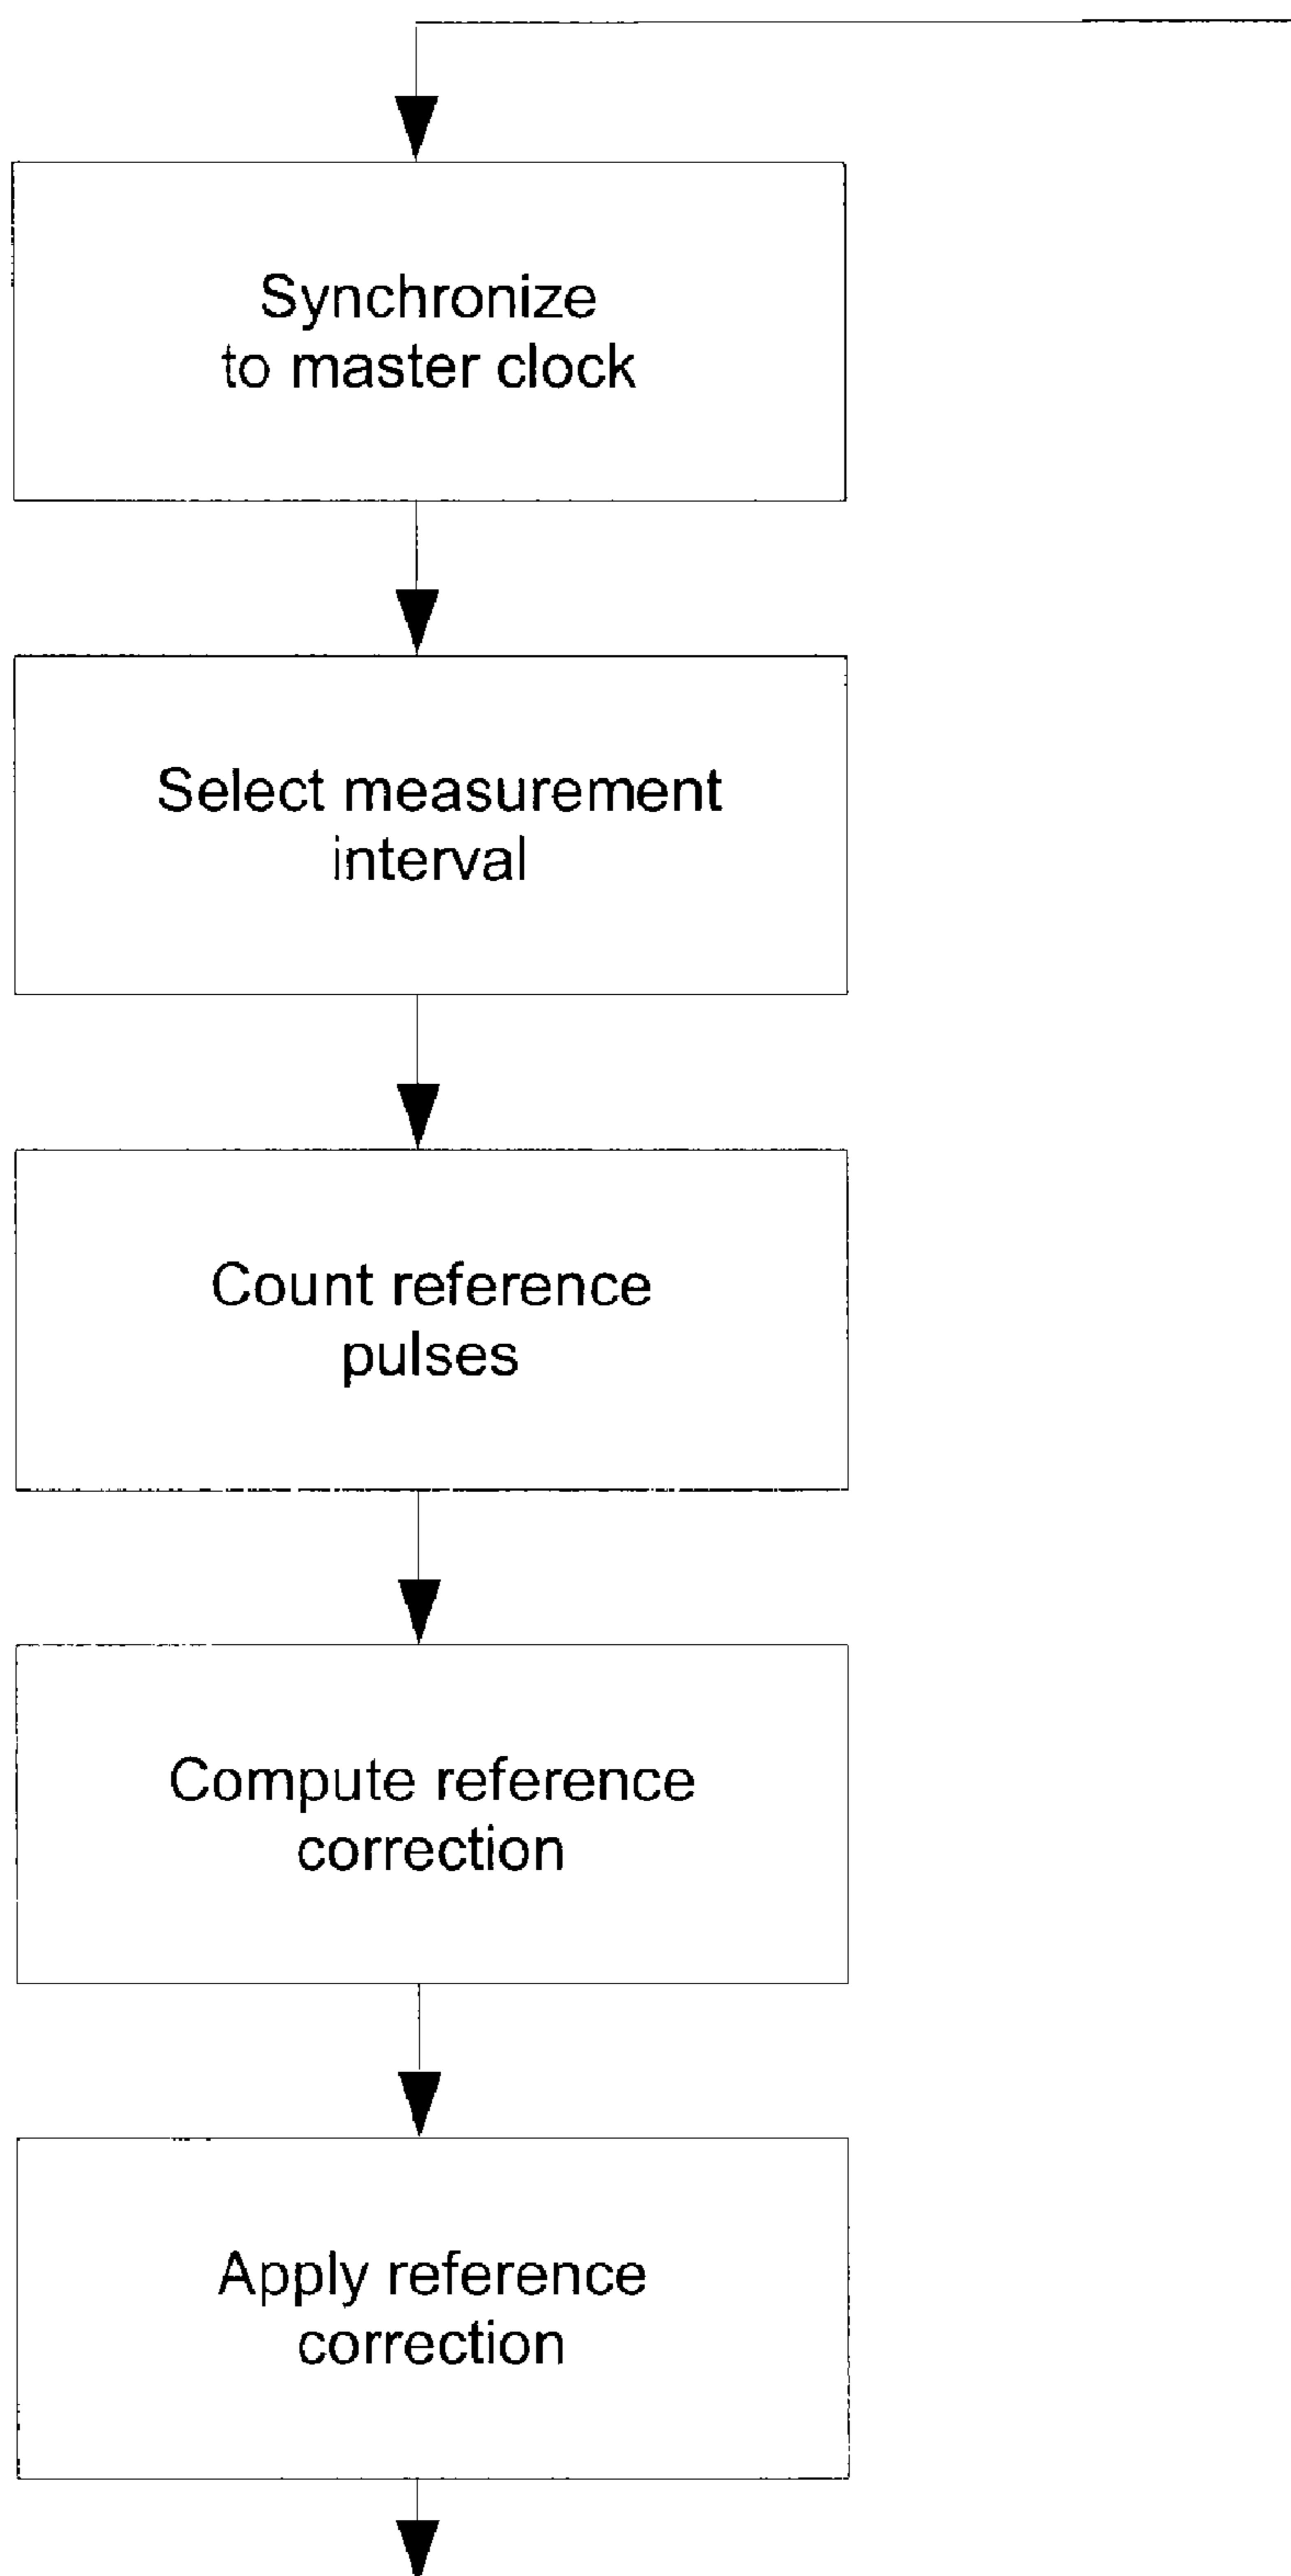 Synchronize
to master clock
Select measurement
interval
Count reference
pulses
Compute reference
correction
Apply reference
correction